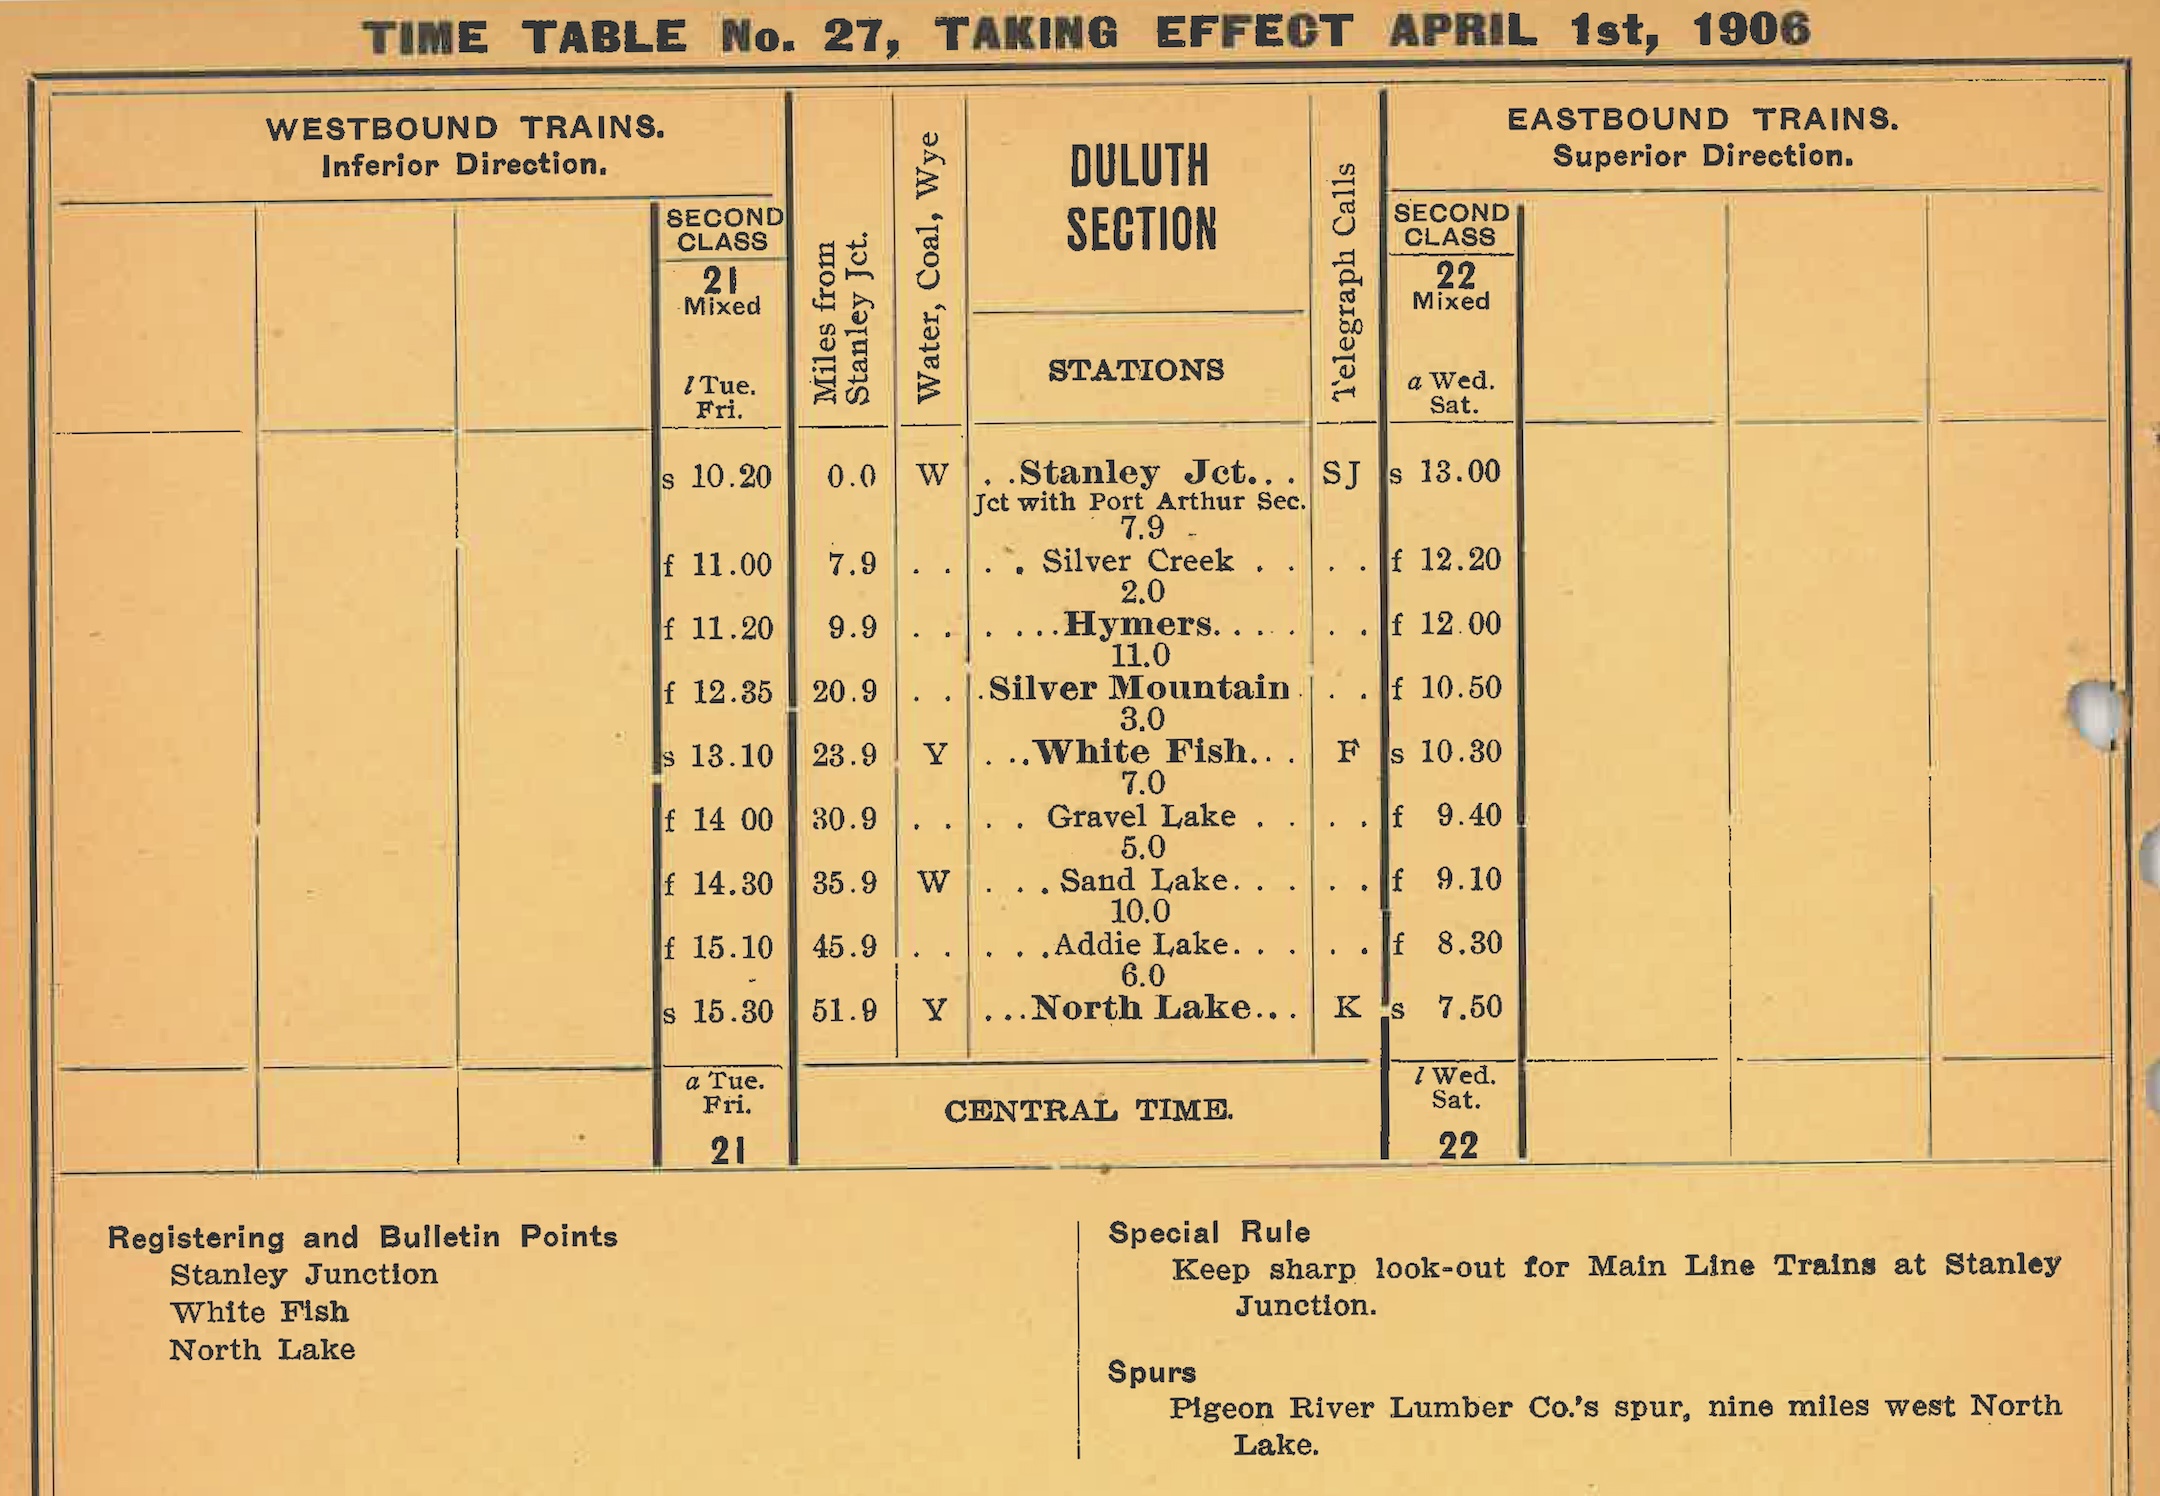 TIME TABLE No. 27, TAKING EFFECT APRIL 1st, 1906
WESTBOUND TRAINS.
Inferior Direction.
SECOND
CLASS
21
Mixed
l Tue.
Fri.
Miles from
Stanley Jct.
Water, Coal, Wye
DULUTH
SECTION
STATIONS
Telegraph Calls
EASTBOUND TRAINS.
Superior Direction.
SECOND
CLASS
22
Mixed
a Wed.
Sat.
s 10.20 0.0 W . .Stanley Jct... SJ s 13.00
Jct with Port Arthur Sec.
7.9
f 11.00 7.9 . . . . Silver Creek . . . . f 12.20
2.0
f 11.20 9.9 . . . ...Hymers. . . . . . f 12.00
11.0
f 12.35 20.9 . . .Silver Mountain . . f 10.50
3.0
s 13.10 23.9 Y . ..White Fish. . . F s 10.30
7.0
f 14 00 30.9 . . . . Gravel Lake . . . . f 9.40
5.0
f 14.30 35.9 W . . . Sand Lake. . . . . f 9.10
10.0
f 15.10 45.9 . . . . .Addie Lake. . . . . f 8.30
6.0
s 15.30 51.9 Y ...North Lake... K s 7.50
a Tue.
Fri.
21
CENTRAL TIME.
l Wed.
Sat.
22
Registering and Bulletin Points
Stanley Junction
White Fish
North Lake
Special Rule
Keep sharp look-out for Main Line Trains at Stanley
Junction.
Spurs
Pigeon River Lumber Co.'s spur, nine miles west North
Lake.